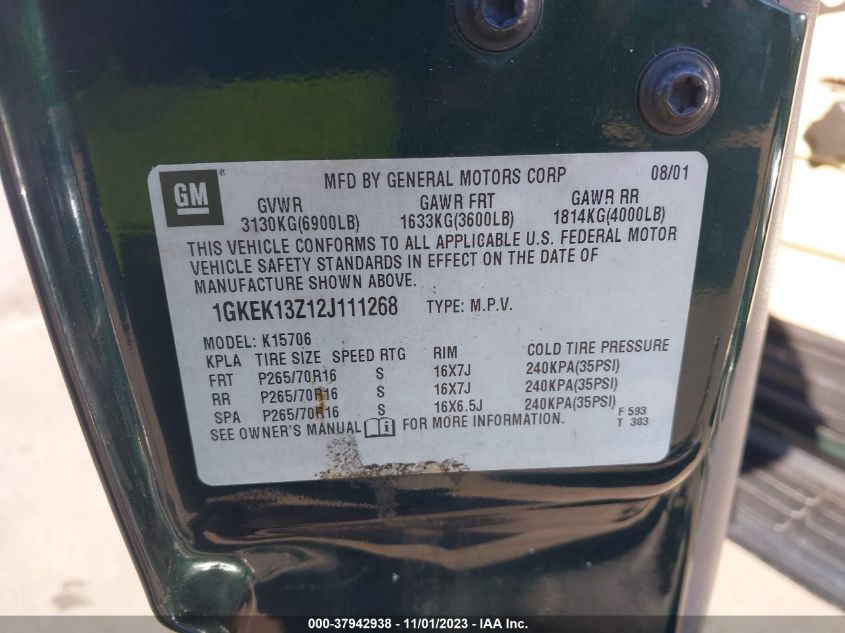 GM
MFD BY GENERAL MOTORS CORP 08/01
GVWR GAWR FRT GAWR RR
3130KG(6900LB) 1633KG(3600LB) 1814KG(4000LB)
THIS VEHICLE CONFORMS TO ALL APPLICABLE U.S. FEDERAL MOTOR
VEHICLE SAFETY STANDARDS IN EFFECT ON THE DATE OF
MANUFACTURE SHOWN ABOVE.
1GKEK13Z12J111268 TYPE: M.P.V.
MODEL: K15706
KPLA TIRE SIZE SPEED RTG RIM COLD TIRE PRESSURE
FRT P265/70R16 S 16X7J 240KPA(35PSI)
RR P265/70R16 S 16X7J 240KPA(35PSI)
SPA P265/70R16 S 16X6.5J 240KPA(35PSI)
SEE OWNER'S MANUAL i FOR MORE INFORMATION.
F 593
T 303
000-37942938 - 11/01/2023 - IAA Inc.